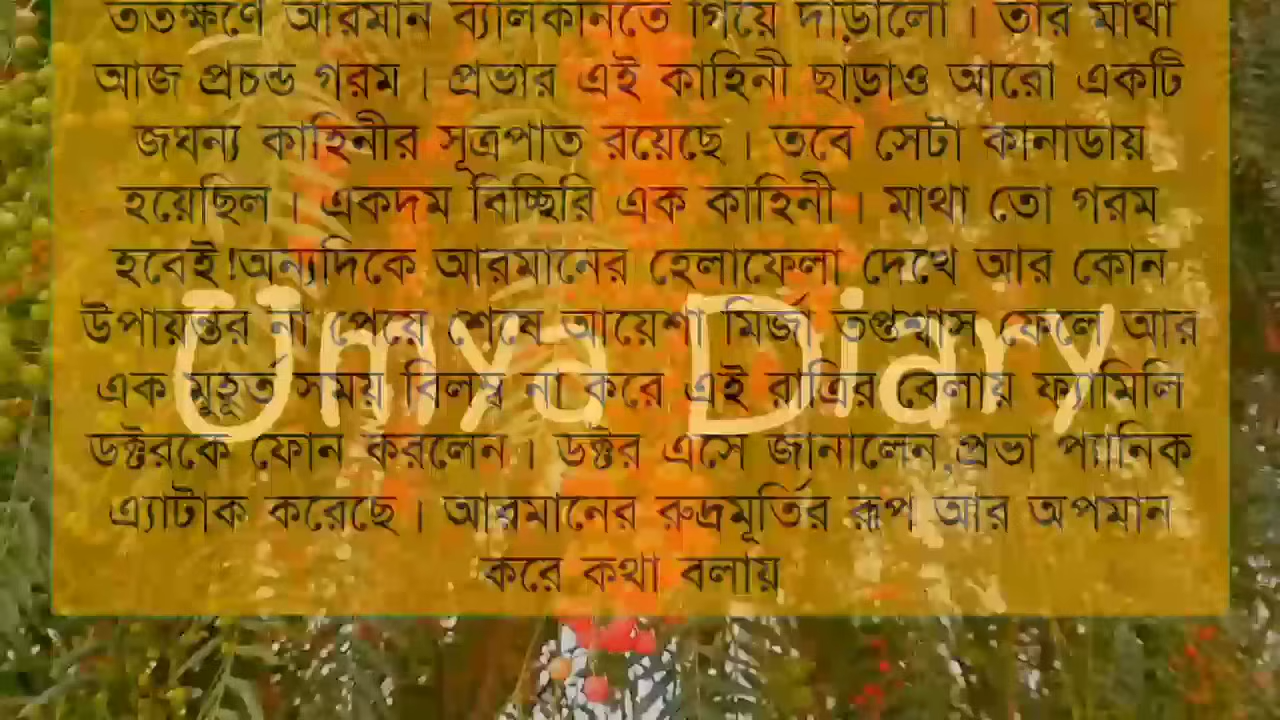 ততক্ষণে আরমান ব্যালকানিতে গিয়ে দাঁড়ালো। তার মাথা
আজ প্রচন্ড গরম। প্রভার এই কাহিনী ছাড়াও আরো একটি
জঘন্য কাহিনীর সূত্রপাত রয়েছে। তবে সেটা কানাডায়
হয়েছিল। একদম বিচ্ছিরি এক কাহিনী। মাথা তো গরম
হবেই!অন্যদিকে আরমানের হেলাফেলা দেখে আর কোন
উপায়ন্তর না পেয়ে শেষে আয়েশা মির্জা তপ্তশ্বাস ফেলে আর
এক মুহূর্ত সময় বিলম্ব না করে এই রাত্রির বেলায় ফ্যামিলি
ডক্টরকে ফোন করলেন। ডক্টর এসে জানালেন,প্রভা প্যানিক
এ্যাটাক করেছে। আরমানের রুদ্রমূর্তির রূপ আর অপমান
করে কথা বলায়
Umya Diary